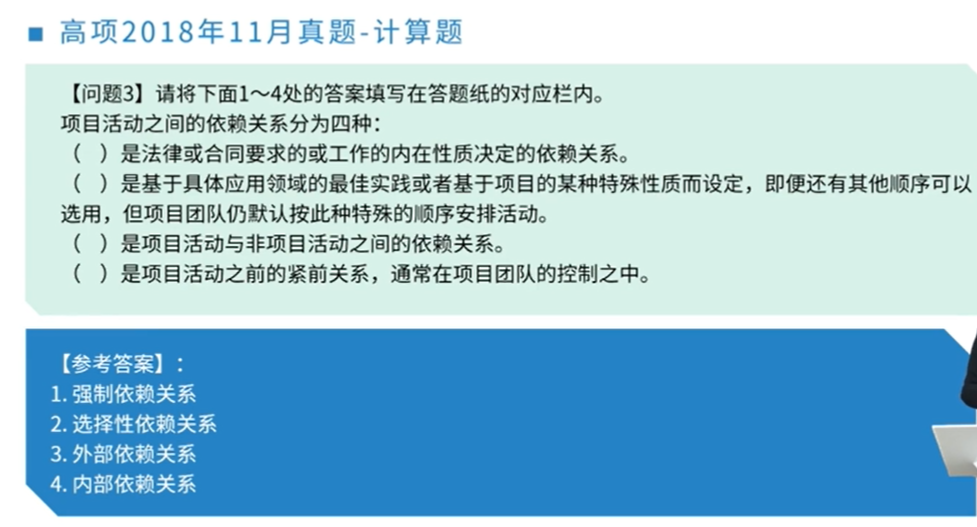 ■ 高项2018年11月真题-计算题
【问题3】请将下面1～4处的答案填写在答题纸的对应栏内。
项目活动之间的依赖关系分为四种：
（ ）是法律或合同要求的或工作的内在性质决定的依赖关系。
（ ）是基于具体应用领域的最佳实践或者基于项目的某种特殊性质而设定，即便还有其他顺序可以
选用，但项目团队仍默认按此种特殊的顺序安排活动。
（ ）是项目活动与非项目活动之间的依赖关系。
（ ）是项目活动之前的紧前关系，通常在项目团队的控制之中。
【参考答案】：
1. 强制依赖关系
2. 选择性依赖关系
3. 外部依赖关系
4. 内部依赖关系